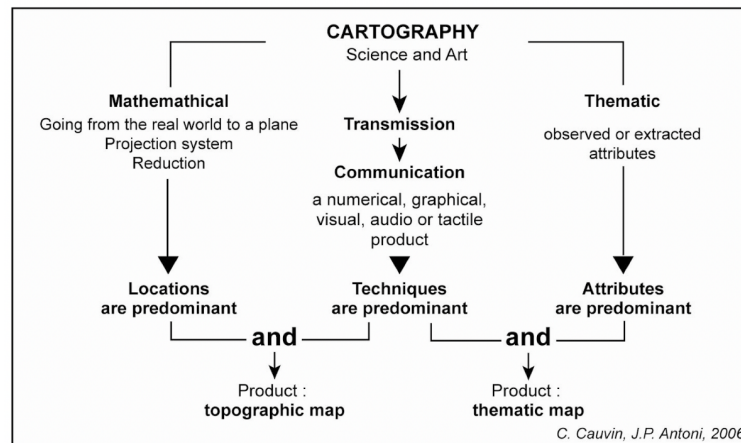 CARTOGRAPHY
Science and Art
Mathemathical
Going from the real world to a plane
Projection system
Reduction
Transmission
Communication
a numerical, graphical,
visual, audio or tactile
product
Thematic
observed or extracted
attributes
Locations
are predominant
Techniques
are predominant
Attributes
are predominant
and
and
Product :
topographic map
Product :
thematic map
C. Cauvin, J.P. Antoni, 2006